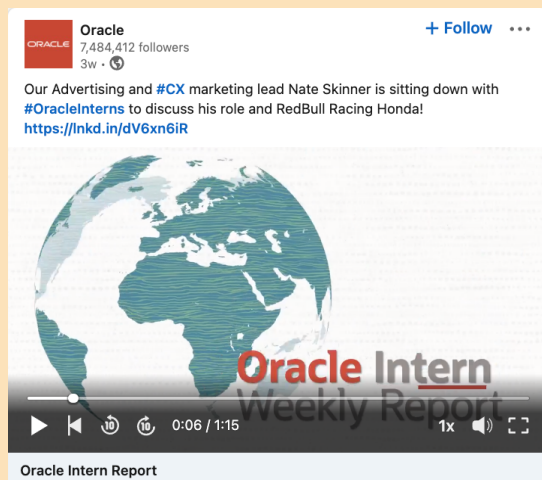 ORACLE
Oracle
7,484,412 followers
3w •
+ Follow •••
Our Advertising and #CX marketing lead Nate Skinner is sitting down with
#OracleInterns to discuss his role and RedBull Racing Honda!
https://lnkd.in/dV6xn6iR
Oracle Intern
Weekly Report
10
10
0:06 / 1:15
1x
Oracle Intern Report